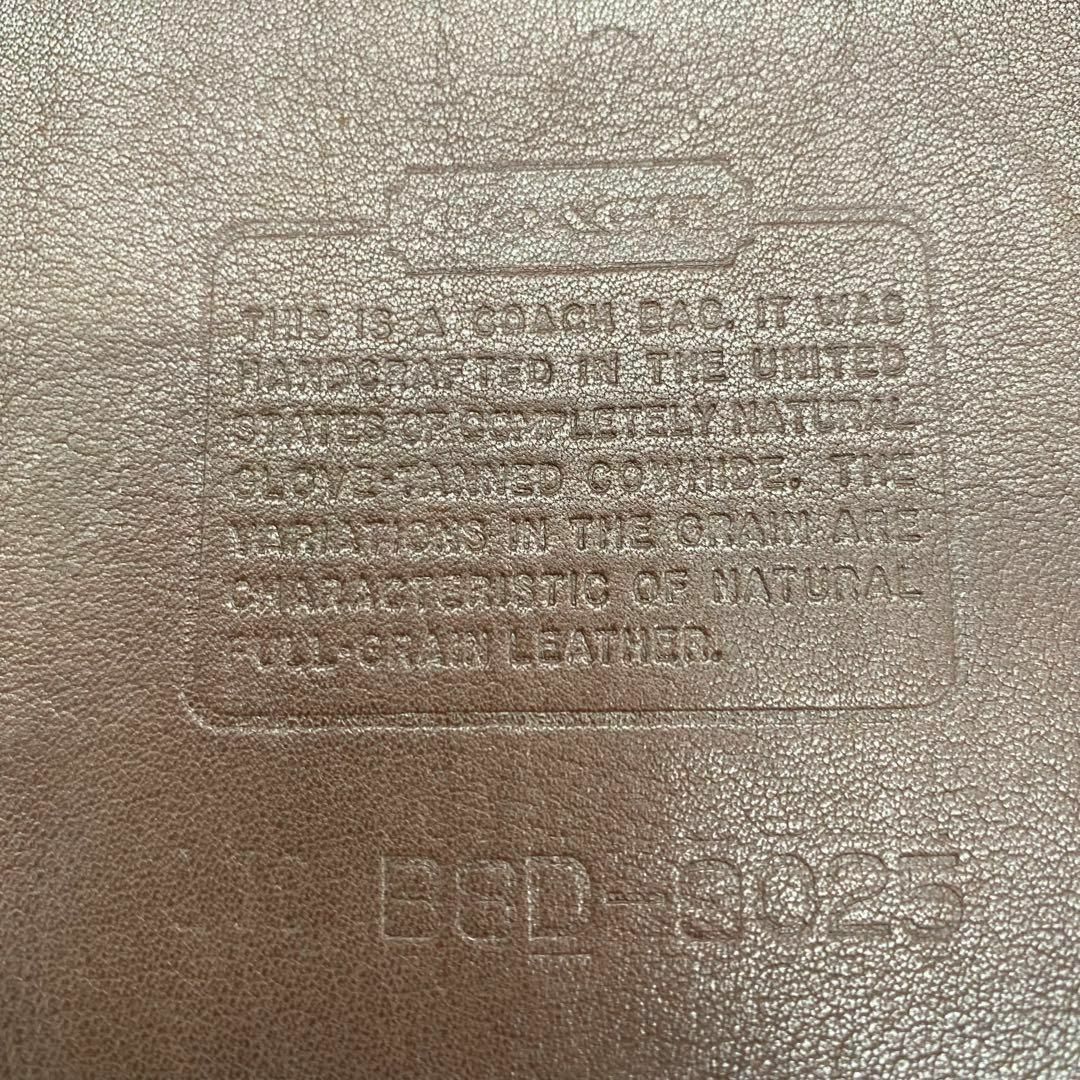 COACH
THIS IS A COACH BAG. IT WAS
HANDCRAFTED IN THE UNITED
STATES OF COMPLETELY NATURAL
GLOVE-TANNED COWHIDE. THE
VARIATIONS IN THE GRAIN ARE
CHARACTERISTIC OF NATURAL
FULL-GRAIN LEATHER.